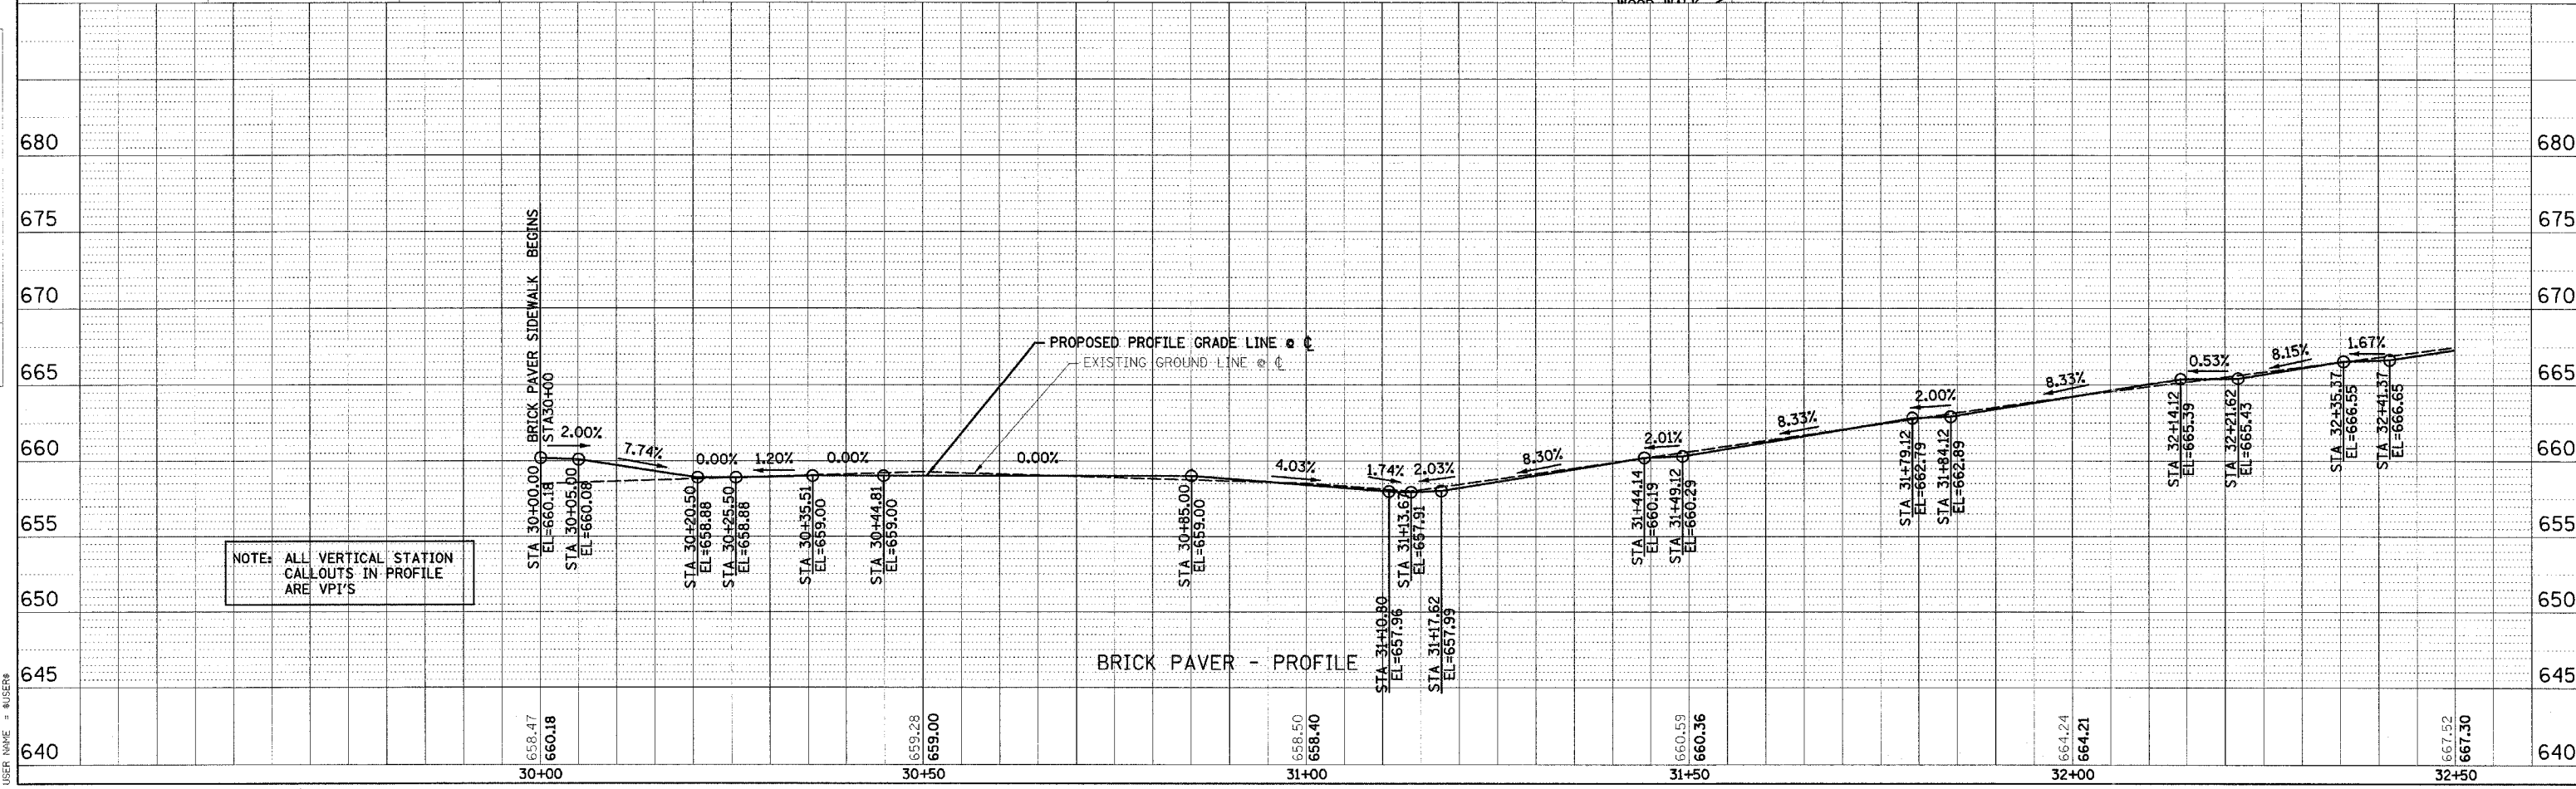 WOOD WALK
680
675
670
665
660
655
650
645
640
680
675
670
665
660
655
650
645
640
BRICK PAVER SIDEWALK BEGINS
STA30+00
PROPOSED PROFILE GRADE LINE @ ℄
EXISTING GROUND LINE @ ℄
2.00%
7.74%
0.00%
1.20%
0.00%
0.00%
4.03%
1.74%
2.03%
8.30%
2.01%
8.33%
2.00%
8.33%
0.53%
8.15%
1.67%
STA 30+00.00
EL=660.18
STA 30+05.00
EL=660.08
STA 30+20.50
EL=658.88
STA 30+25.50
EL=658.88
STA 30+35.51
EL=659.00
STA 30+44.81
EL=659.00
STA 30+85.00
EL=659.00
STA 31+10.80
EL=657.96
STA 31+13.67
EL=657.91
STA 31+17.62
EL=657.99
STA 31+44.14
EL=660.19
STA 31+49.12
EL=660.29
STA 31+79.12
EL=662.79
STA 31+84.12
EL=662.89
STA 32+14.12
EL=665.39
STA 32+21.62
EL=665.43
STA 32+35.37
EL=666.55
STA 32+41.37
EL=666.65
NOTE: ALL VERTICAL STATION
CALLOUTS IN PROFILE
ARE VPI'S
BRICK PAVER - PROFILE
658.47
660.18
659.28
659.00
658.50
658.40
660.59
660.36
664.24
664.21
667.52
667.30
30+00
30+50
31+00
31+50
32+00
32+50
USER NAME = $USER$